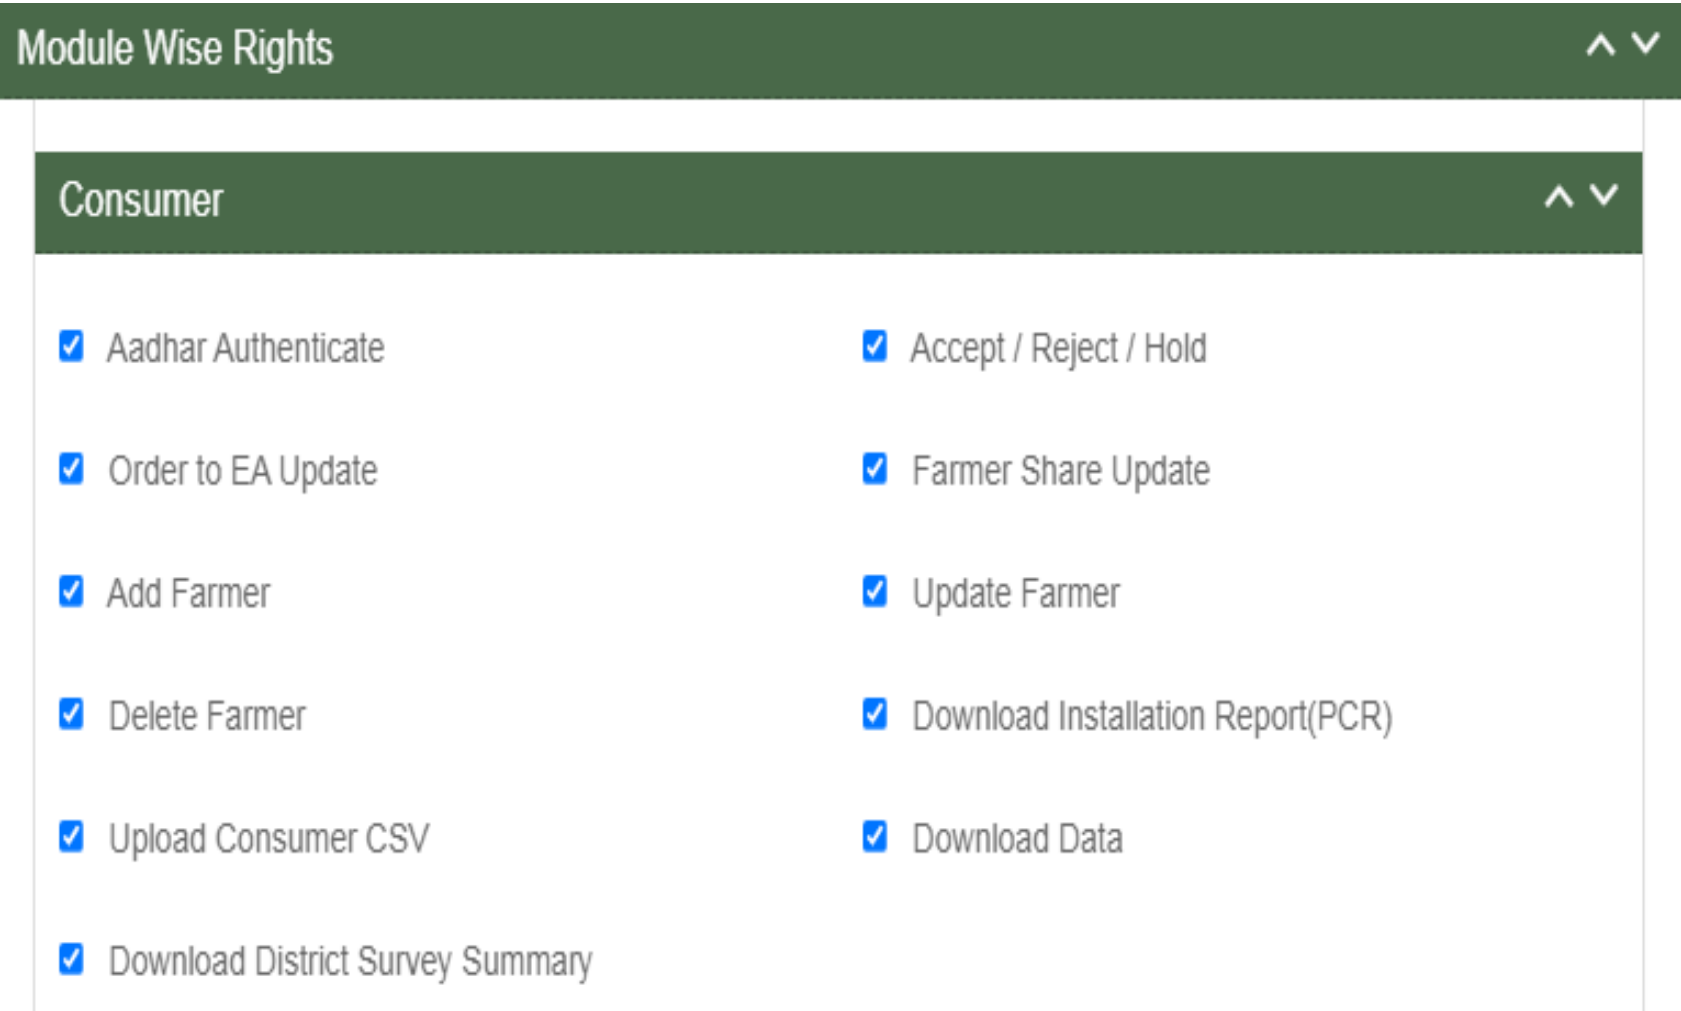 Module Wise Rights
Consumer
Aadhar Authenticate
Accept / Reject / Hold
Order to EA Update
Farmer Share Update
Add Farmer
Update Farmer
Delete Farmer
Download Installation Report(PCR)
Upload Consumer CSV
Download Data
Download District Survey Summary